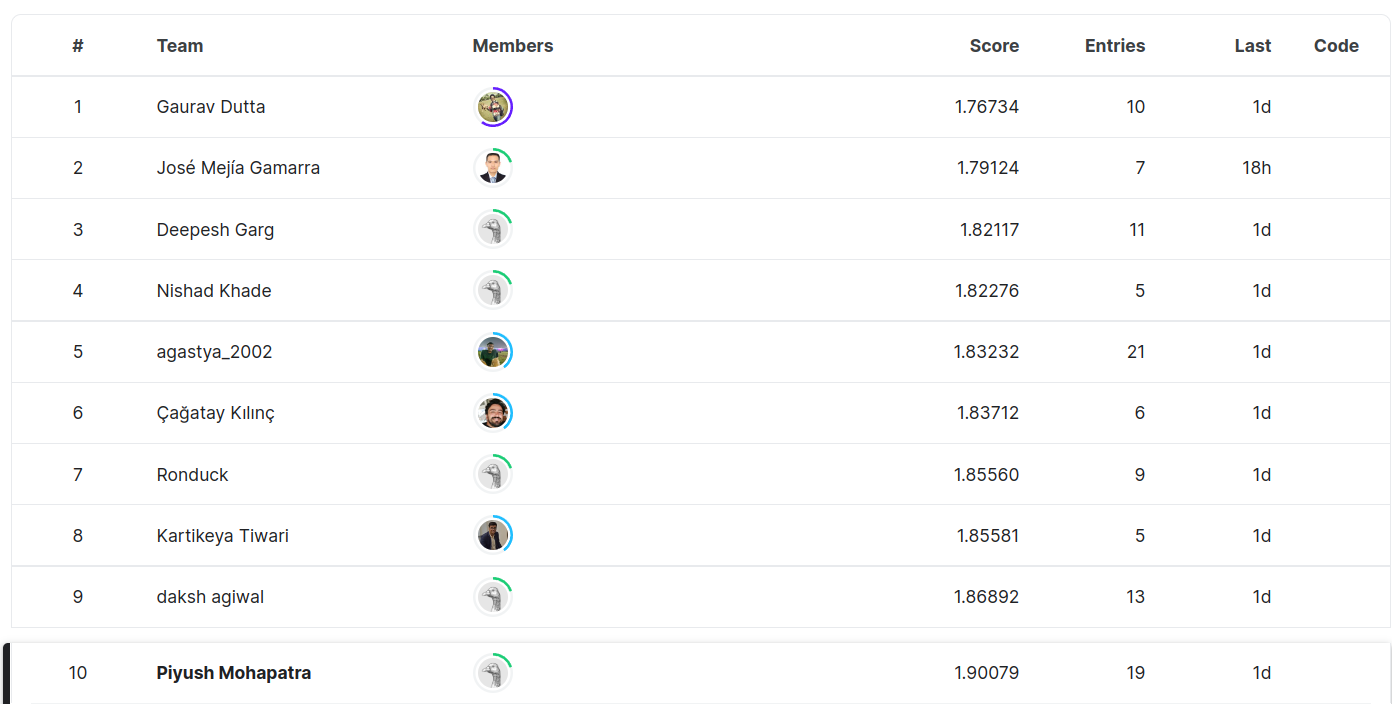 # Team Members Score Entries Last Code
1 Gaurav Dutta 1.76734 10 1d
2 José Mejía Gamarra 1.79124 7 18h
3 Deepesh Garg 1.82117 11 1d
4 Nishad Khade 1.82276 5 1d
5 agastya_2002 1.83232 21 1d
6 Çağatay Kılınç 1.83712 6 1d
7 Ronduck 1.85560 9 1d
8 Kartikeya Tiwari 1.85581 5 1d
9 daksh agiwal 1.86892 13 1d
10 Piyush Mohapatra 1.90079 19 1d